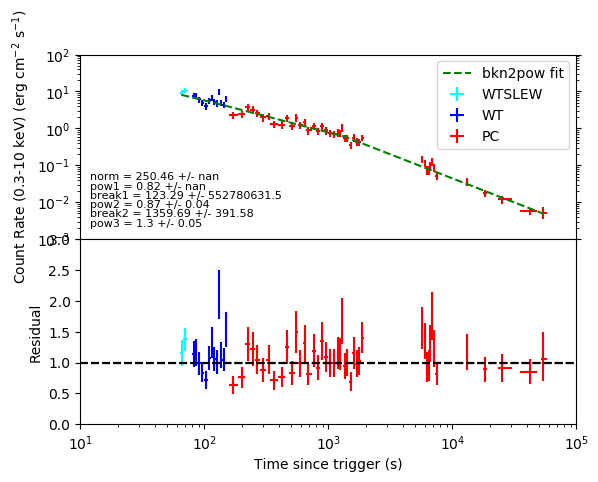 Count Rate (0.3-10 keV) (erg cm⁻² s⁻¹)
10²
10¹
10⁰
10⁻¹
10⁻²
10⁻³
bkn2pow fit
WTSLEW
WT
PC
norm = 250.46 +/- nan
pow1 = 0.82 +/- nan
break1 = 123.29 +/- 552780631.5
pow2 = 0.87 +/- 0.04
break2 = 1359.69 +/- 391.58
pow3 = 1.3 +/- 0.05
Residual
3.0
2.5
2.0
1.5
1.0
0.5
0.0
10¹ 10² 10³ 10⁴ 10⁵
Time since trigger (s)